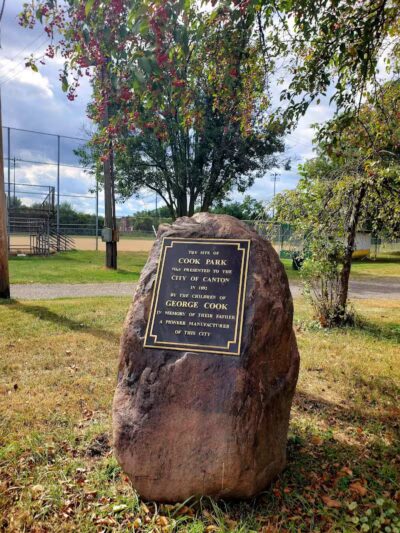 THE SITE OF
COOK PARK
WAS PRESENTED TO THE
CITY OF CANTON
IN 1892
BY THE CHILDREN OF
GEORGE COOK
IN MEMORY OF THEIR FATHER
A PIONEER MANUFACTURER
OF THIS CITY